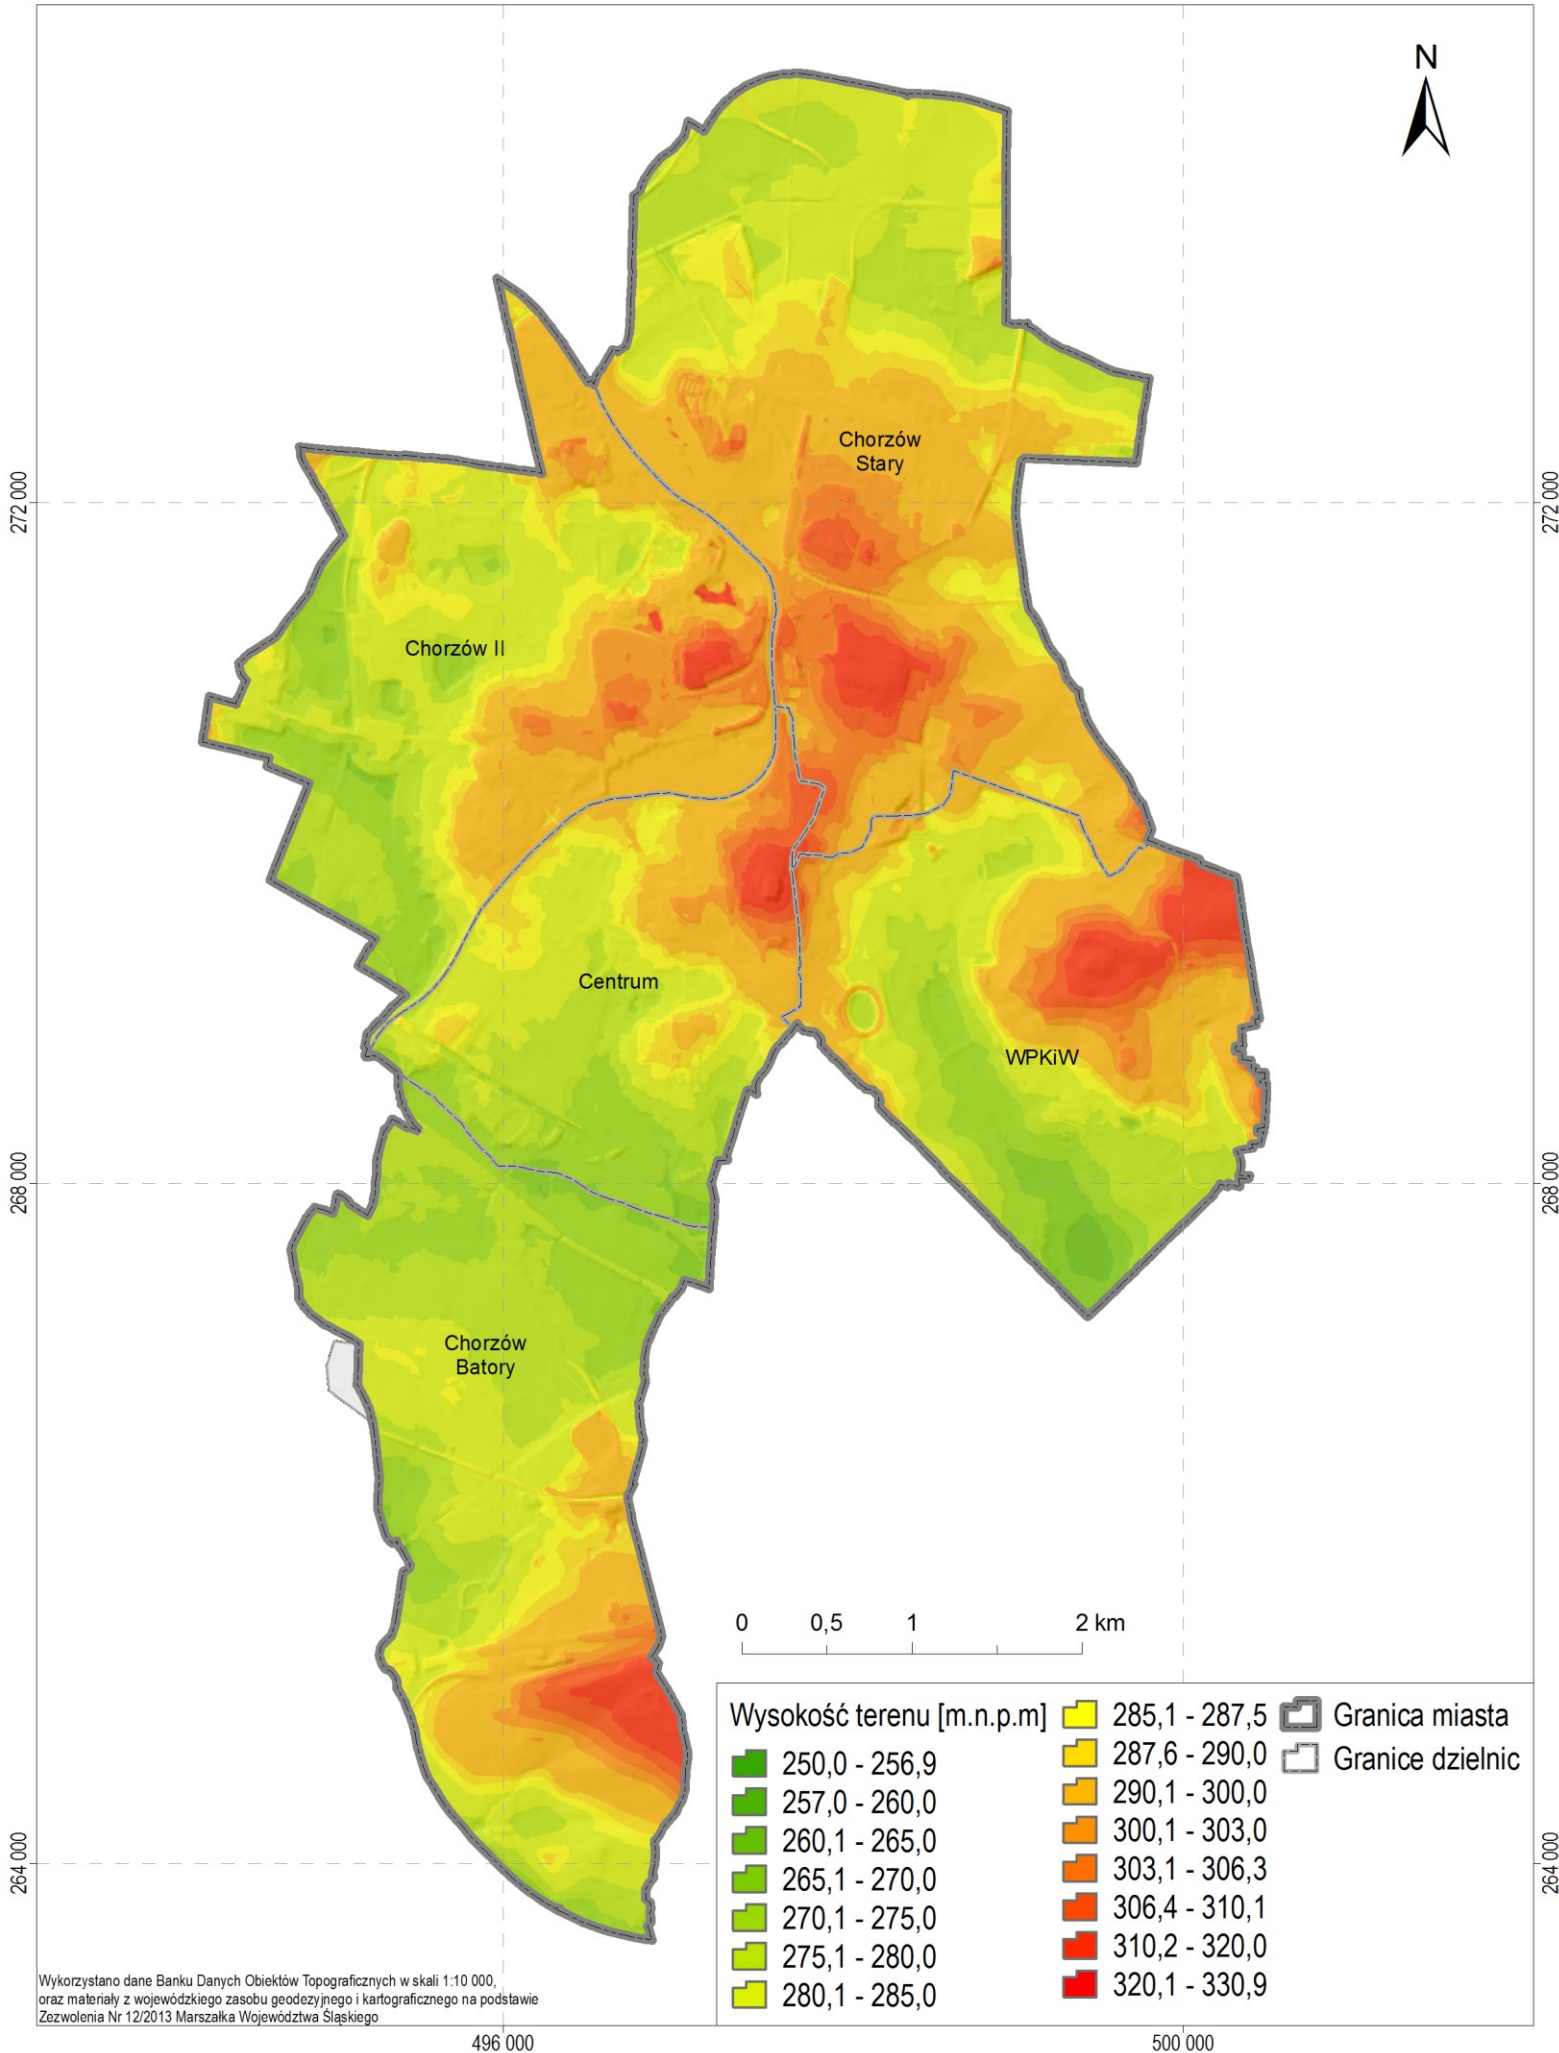 N
Chorzów
Stary
272 000
272 000
Chorzów II
Centrum
WPKiW
268 000
268 000
Chorzów
Batory
0 0,5 1 2 km
Wysokość terenu [m.n.p.m]
250,0 - 256,9
257,0 - 260,0
260,1 - 265,0
265,1 - 270,0
270,1 - 275,0
275,1 - 280,0
280,1 - 285,0
285,1 - 287,5
287,6 - 290,0
290,1 - 300,0
300,1 - 303,0
303,1 - 306,3
306,4 - 310,1
310,2 - 320,0
320,1 - 330,9
Granica miasta
Granice dzielnic
264 000
264 000
Wykorzystano dane Banku Danych Obiektów Topograficznych w skali 1:10 000,
oraz materiały z wojewódzkiego zasobu geodezyjnego i kartograficznego na podstawie
Zezwolenia Nr 12/2013 Marszałka Województwa Śląskiego
496 000
500 000